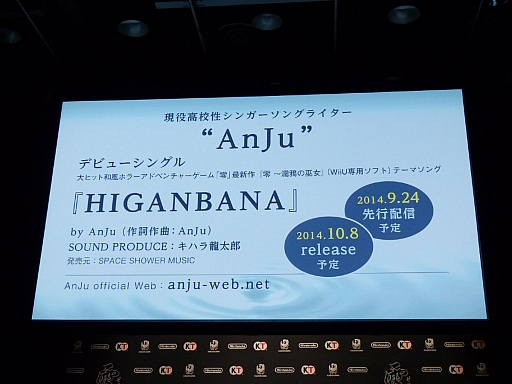 現役高校性シンガーソングライター
“AnJu”
デビューシングル
大ヒット和風ホラーアドベンチャーゲーム「零」最新作『零 ～濡鴉の巫女』(WiiU専用ソフト) テーマソング
『HIGANBANA』
2014.9.24
先行配信
予定
by AnJu (作詞作曲：AnJu)
SOUND PRODUCE：キハラ龍太郎
発売元：SPACE SHOWER MUSIC
2014.10.8
release
予定
AnJu official Web：anju-web.net